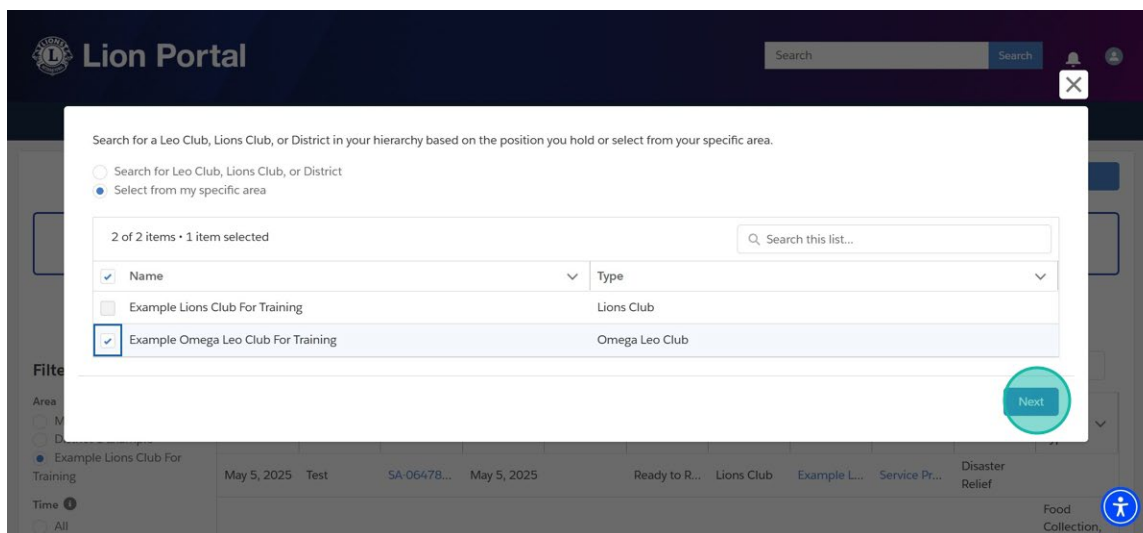 Lion Portal
Search
Search
Search for a Leo Club, Lions Club, or District in your hierarchy based on the position you hold or select from your specific area.
Search for Leo Club, Lions Club, or District
Select from my specific area
2 of 2 items • 1 item selected
Search this list...
Name Type
Example Lions Club For Training Lions Club
Example Omega Leo Club For Training Omega Leo Club
Next
Filte
Area
M
Example Lions Club For
Training
May 5, 2025 Test SA-06478... May 5, 2025 Ready to R... Lions Club Example L... Service Pr... Disaster
Relief
Time
All
Food
Collection,